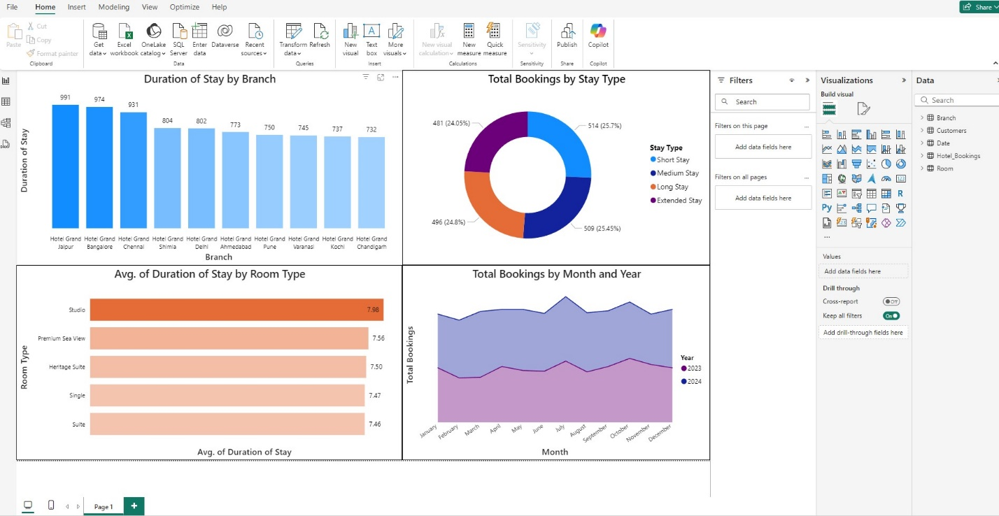 File Home Insert Modeling View Optimize Help
Share
Paste
Cut
Copy
Format painter
Clipboard
Get data
Excel workbook
OneLake catalog
SQL Server
Enter data
Dataverse
Recent sources
Data
Transform data
Refresh
Queries
New visual
Text box
More visuals
Insert
New visual calculation
New measure
Quick measure
Calculations
Sensitivity
Sensitivity
Publish
Share
Copilot
Copilot
Duration of Stay by Branch
Duration of Stay
991 974 931 804 802 773 750 745 737 732
Hotel Grand Jaipur
Hotel Grand Bangalore
Hotel Grand Chennai
Hotel Grand Shimla
Hotel Grand Delhi
Hotel Grand Ahmedabad
Hotel Grand Pune
Hotel Grand Varanasi
Hotel Grand Kochi
Hotel Grand Chandigarh
Branch
Total Bookings by Stay Type
481 (24.05%)
514 (25.7%)
496 (24.8%)
509 (25.45%)
Stay Type
Short Stay
Medium Stay
Long Stay
Extended Stay
Avg. of Duration of Stay by Room Type
Room Type
Studio 7.98
Premium Sea View 7.56
Heritage Suite 7.50
Single 7.47
Suite 7.46
Avg. of Duration of Stay
Total Bookings by Month and Year
Total Bookings
January February March April May June July August September October November December
Month
Year
2023
2024
Filters
Search
Filters on this page ...
Add data fields here
Filters on all pages ...
Add data fields here
Visualizations
Build visual
123
R
Py
...
Values
Add data fields here
Drill through
Cross-report Off
Keep all filters On
Add drill-through fields here
Data
Search
Branch
Customers
Date
Hotel_Bookings
Room
Page 1
+